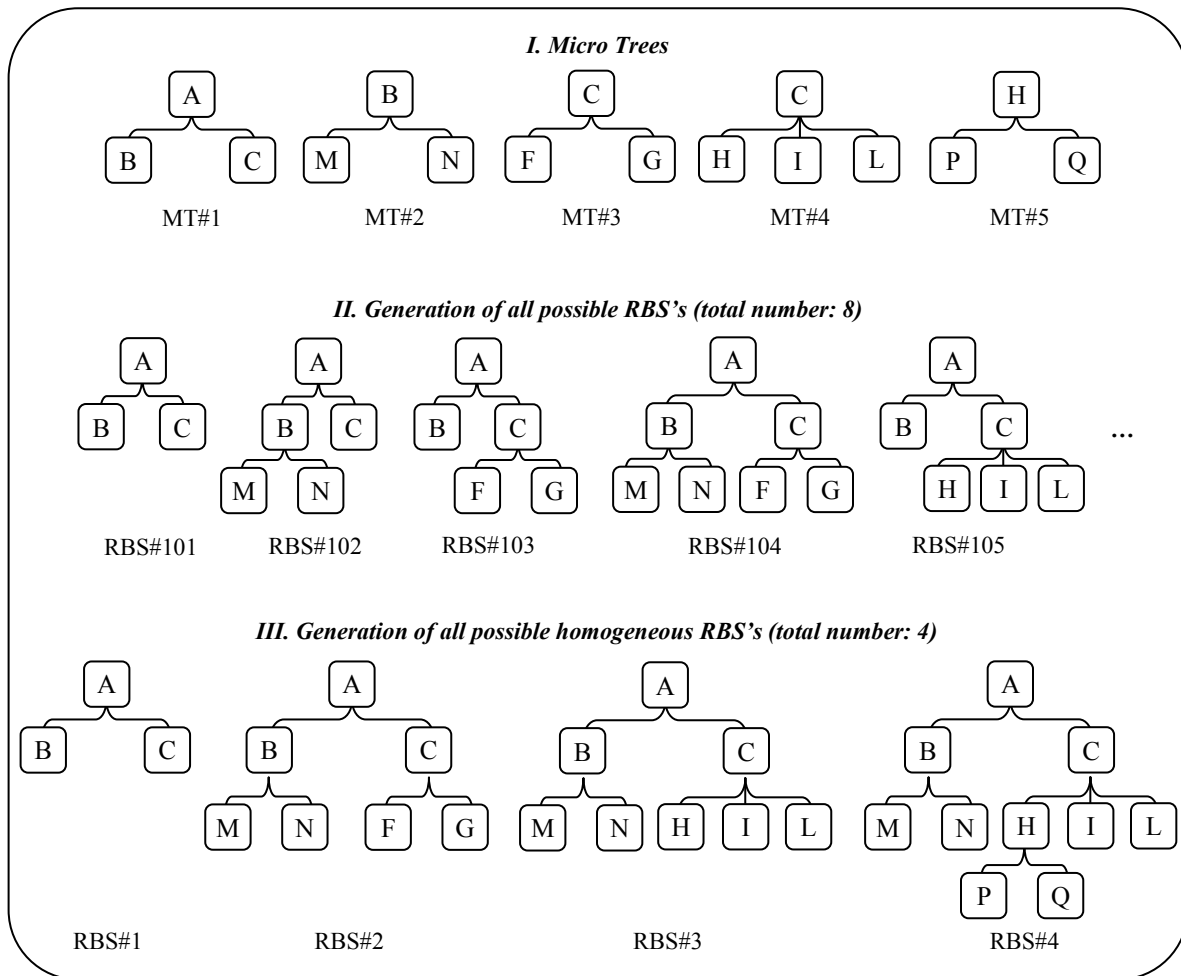 I. Micro Trees
A B C C H
B C M N F G H I L P Q
MT#1 MT#2 MT#3 MT#4 MT#5
II. Generation of all possible RBS's (total number: 8)
A A A A A
B C B C B C B C B C ...
M N F G M N F G H I L
RBS#101 RBS#102 RBS#103 RBS#104 RBS#105
III. Generation of all possible homogeneous RBS's (total number: 4)
A A A A
B C B C B C B C
M N F G M N H I L M N H I L
P Q
RBS#1 RBS#2 RBS#3 RBS#4